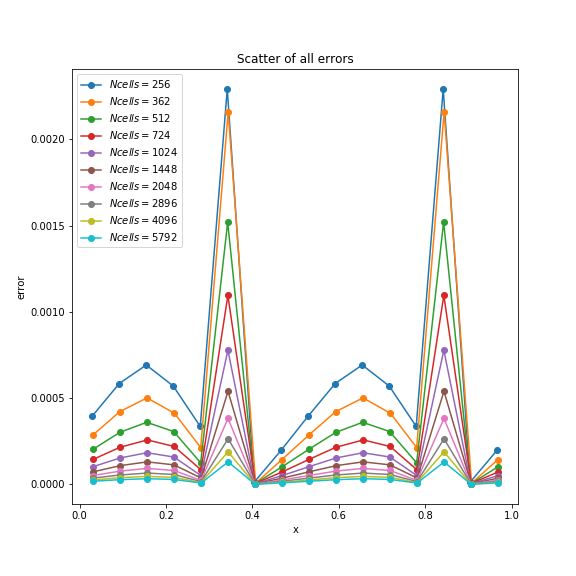 Scatter of all errors
Ncells = 256
Ncells = 362
Ncells = 512
Ncells = 724
Ncells = 1024
Ncells = 1448
Ncells = 2048
Ncells = 2896
Ncells = 4096
Ncells = 5792
0.0020
0.0015
0.0010
0.0005
0.0000
error
0.0 0.2 0.4 0.6 0.8 1.0
x